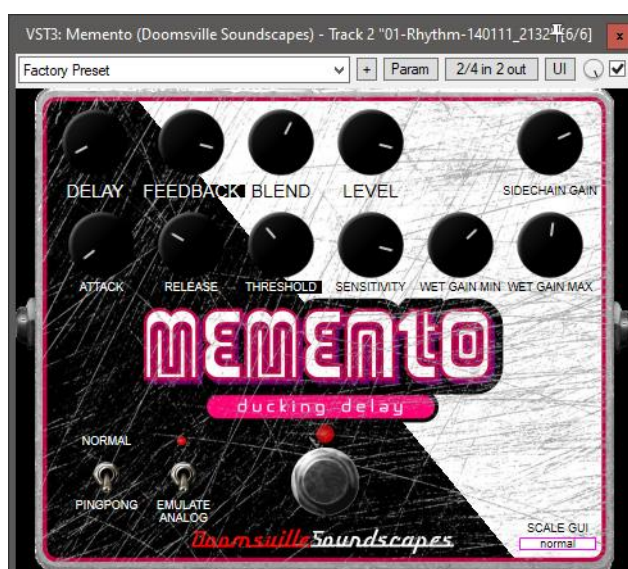 VST3: Memento (Doomsville Soundscapes) - Track 2 "01-Rhythm-140111_2132" [6/6] x
Factory Preset + Param 2/4 in 2 out UI
DELAY FEEDBACK BLEND LEVEL SIDECHAIN GAIN
ATTACK RELEASE THRESHOLD SENSITIVITY WET GAIN MIN WET GAIN MAX
MEMENTO
ducking delay
NORMAL
PINGPONG EMULATE
ANALOG
DoomsvilleSoundscapes
SCALE GUI
normal